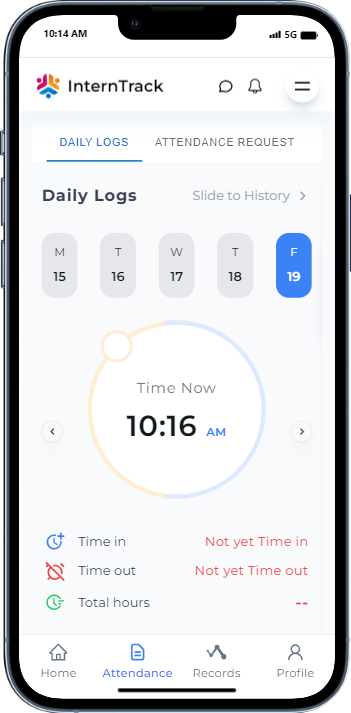 10:14 AM 5G
InternTrack
DAILY LOGS ATTENDANCE REQUEST
Daily Logs Slide to History
M T W T F
15 16 17 18 19
Time Now
10:16 AM
Time in Not yet Time in
Time out Not yet Time out
Total hours --
Home Attendance Records Profile